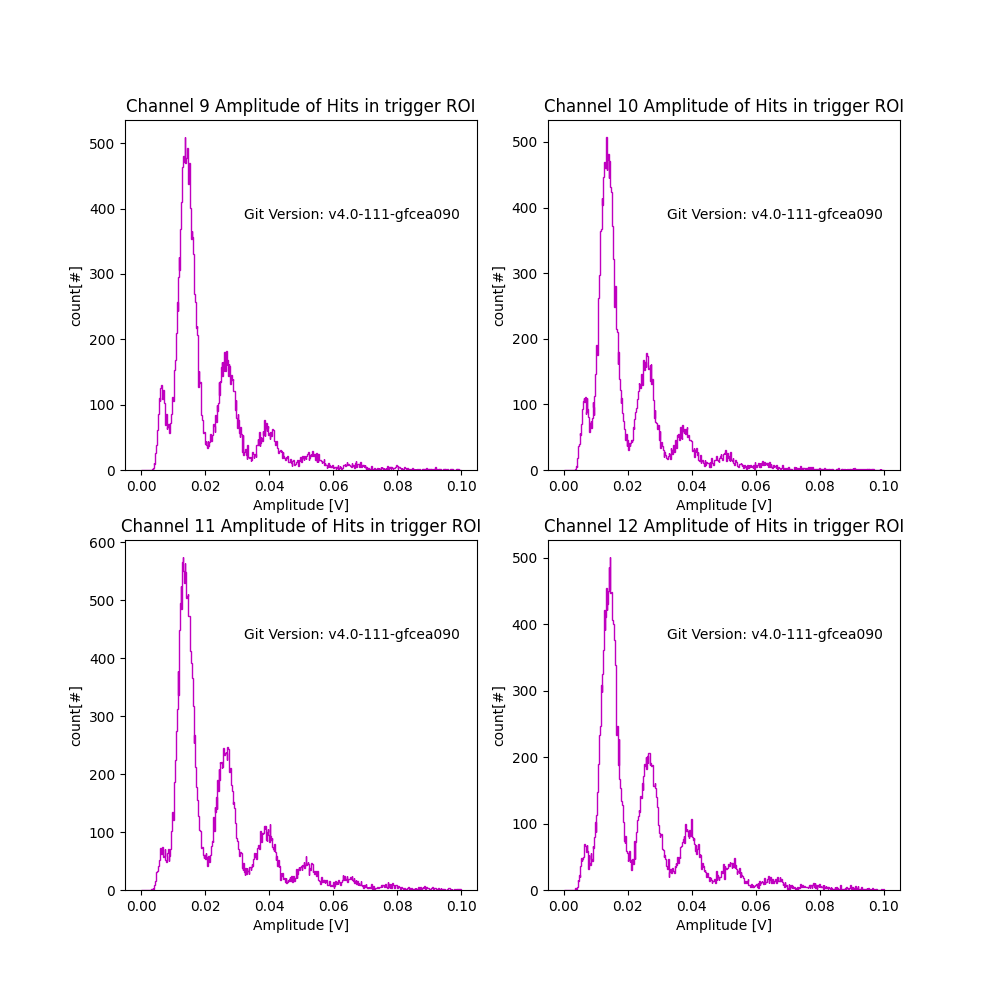 Channel 9 Amplitude of Hits in trigger ROI
500
400
300
200
100
0
count[#]
Git Version: v4.0-111-gfcea090
0.00 0.02 0.04 0.06 0.08 0.10
Amplitude [V]
Channel 10 Amplitude of Hits in trigger ROI
500
400
300
200
100
0
count[#]
Git Version: v4.0-111-gfcea090
0.00 0.02 0.04 0.06 0.08 0.10
Amplitude [V]
Channel 11 Amplitude of Hits in trigger ROI
600
500
400
300
200
100
0
count[#]
Git Version: v4.0-111-gfcea090
0.00 0.02 0.04 0.06 0.08 0.10
Amplitude [V]
Channel 12 Amplitude of Hits in trigger ROI
500
400
300
200
100
0
count[#]
Git Version: v4.0-111-gfcea090
0.00 0.02 0.04 0.06 0.08 0.10
Amplitude [V]